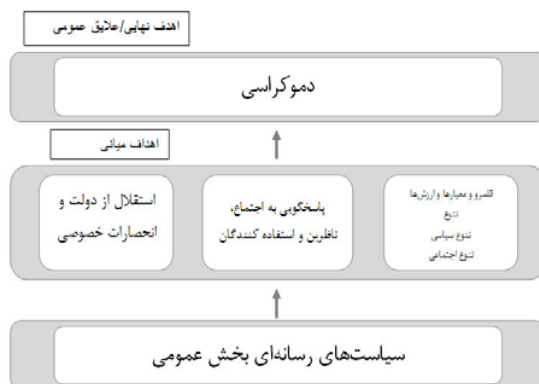 اهدف نهایی/علایق عمومی
دموکراسی
اهداف میانی
قلمرو و معیارها و ارزش‌ها
تنوع
تنوع سیاسی
تنوع اجتماعی
پاسخگویی به اجتماع،
ناظرین و استفاده کنندگان
استقلال از دولت و
انحصارات خصوصی
سیاست‌های رسانه‌ای بخش عمومی